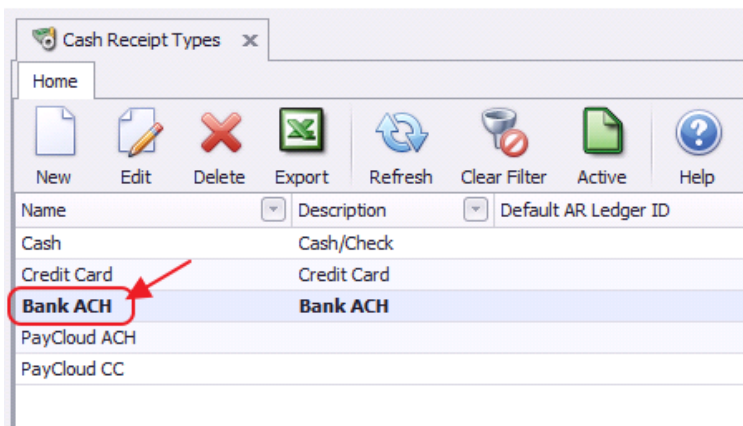 Cash Receipt Types
Home
New Edit Delete Export Refresh Clear Filter Active Help
Name Description Default AR Ledger ID
Cash Cash/Check
Credit Card Credit Card
Bank ACH Bank ACH
PayCloud ACH
PayCloud CC